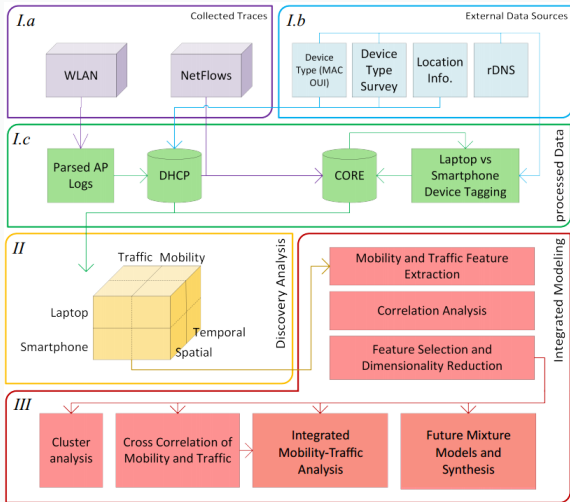 I.a
Collected Traces
WLAN
NetFlows
I.b
External Data Sources
Device
Type (MAC
OUI)
Device
Type
Survey
Location
Info.
rDNS
I.c
Parsed AP
Logs
DHCP
CORE
Laptop vs
Smartphone
Device Tagging
processed Data
II
Traffic
Mobility
Laptop
Smartphone
Temporal
Spatial
Discovery Analysis
Mobility and Traffic Feature
Extraction
Correlation Analysis
Feature Selection and
Dimensionality Reduction
Integrated Modeling
III
Cluster
analysis
Cross Correlation of
Mobility and Traffic
Integrated
Mobility-Traffic
Analysis
Future Mixture
Models and
Synthesis